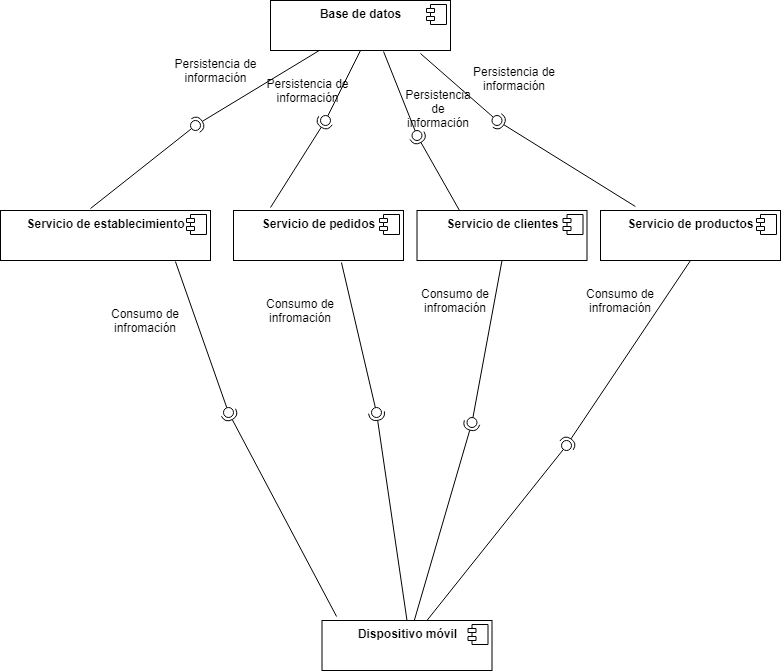 Base de datos
Persistencia de
información
Persistencia de
información
Persistencia
de
información
Persistencia de
información
Servicio de establecimiento
Servicio de pedidos
Servicio de clientes
Servicio de productos
Consumo de
infromación
Consumo de
infromación
Consumo de
infromación
Consumo de
infromación
Dispositivo móvil